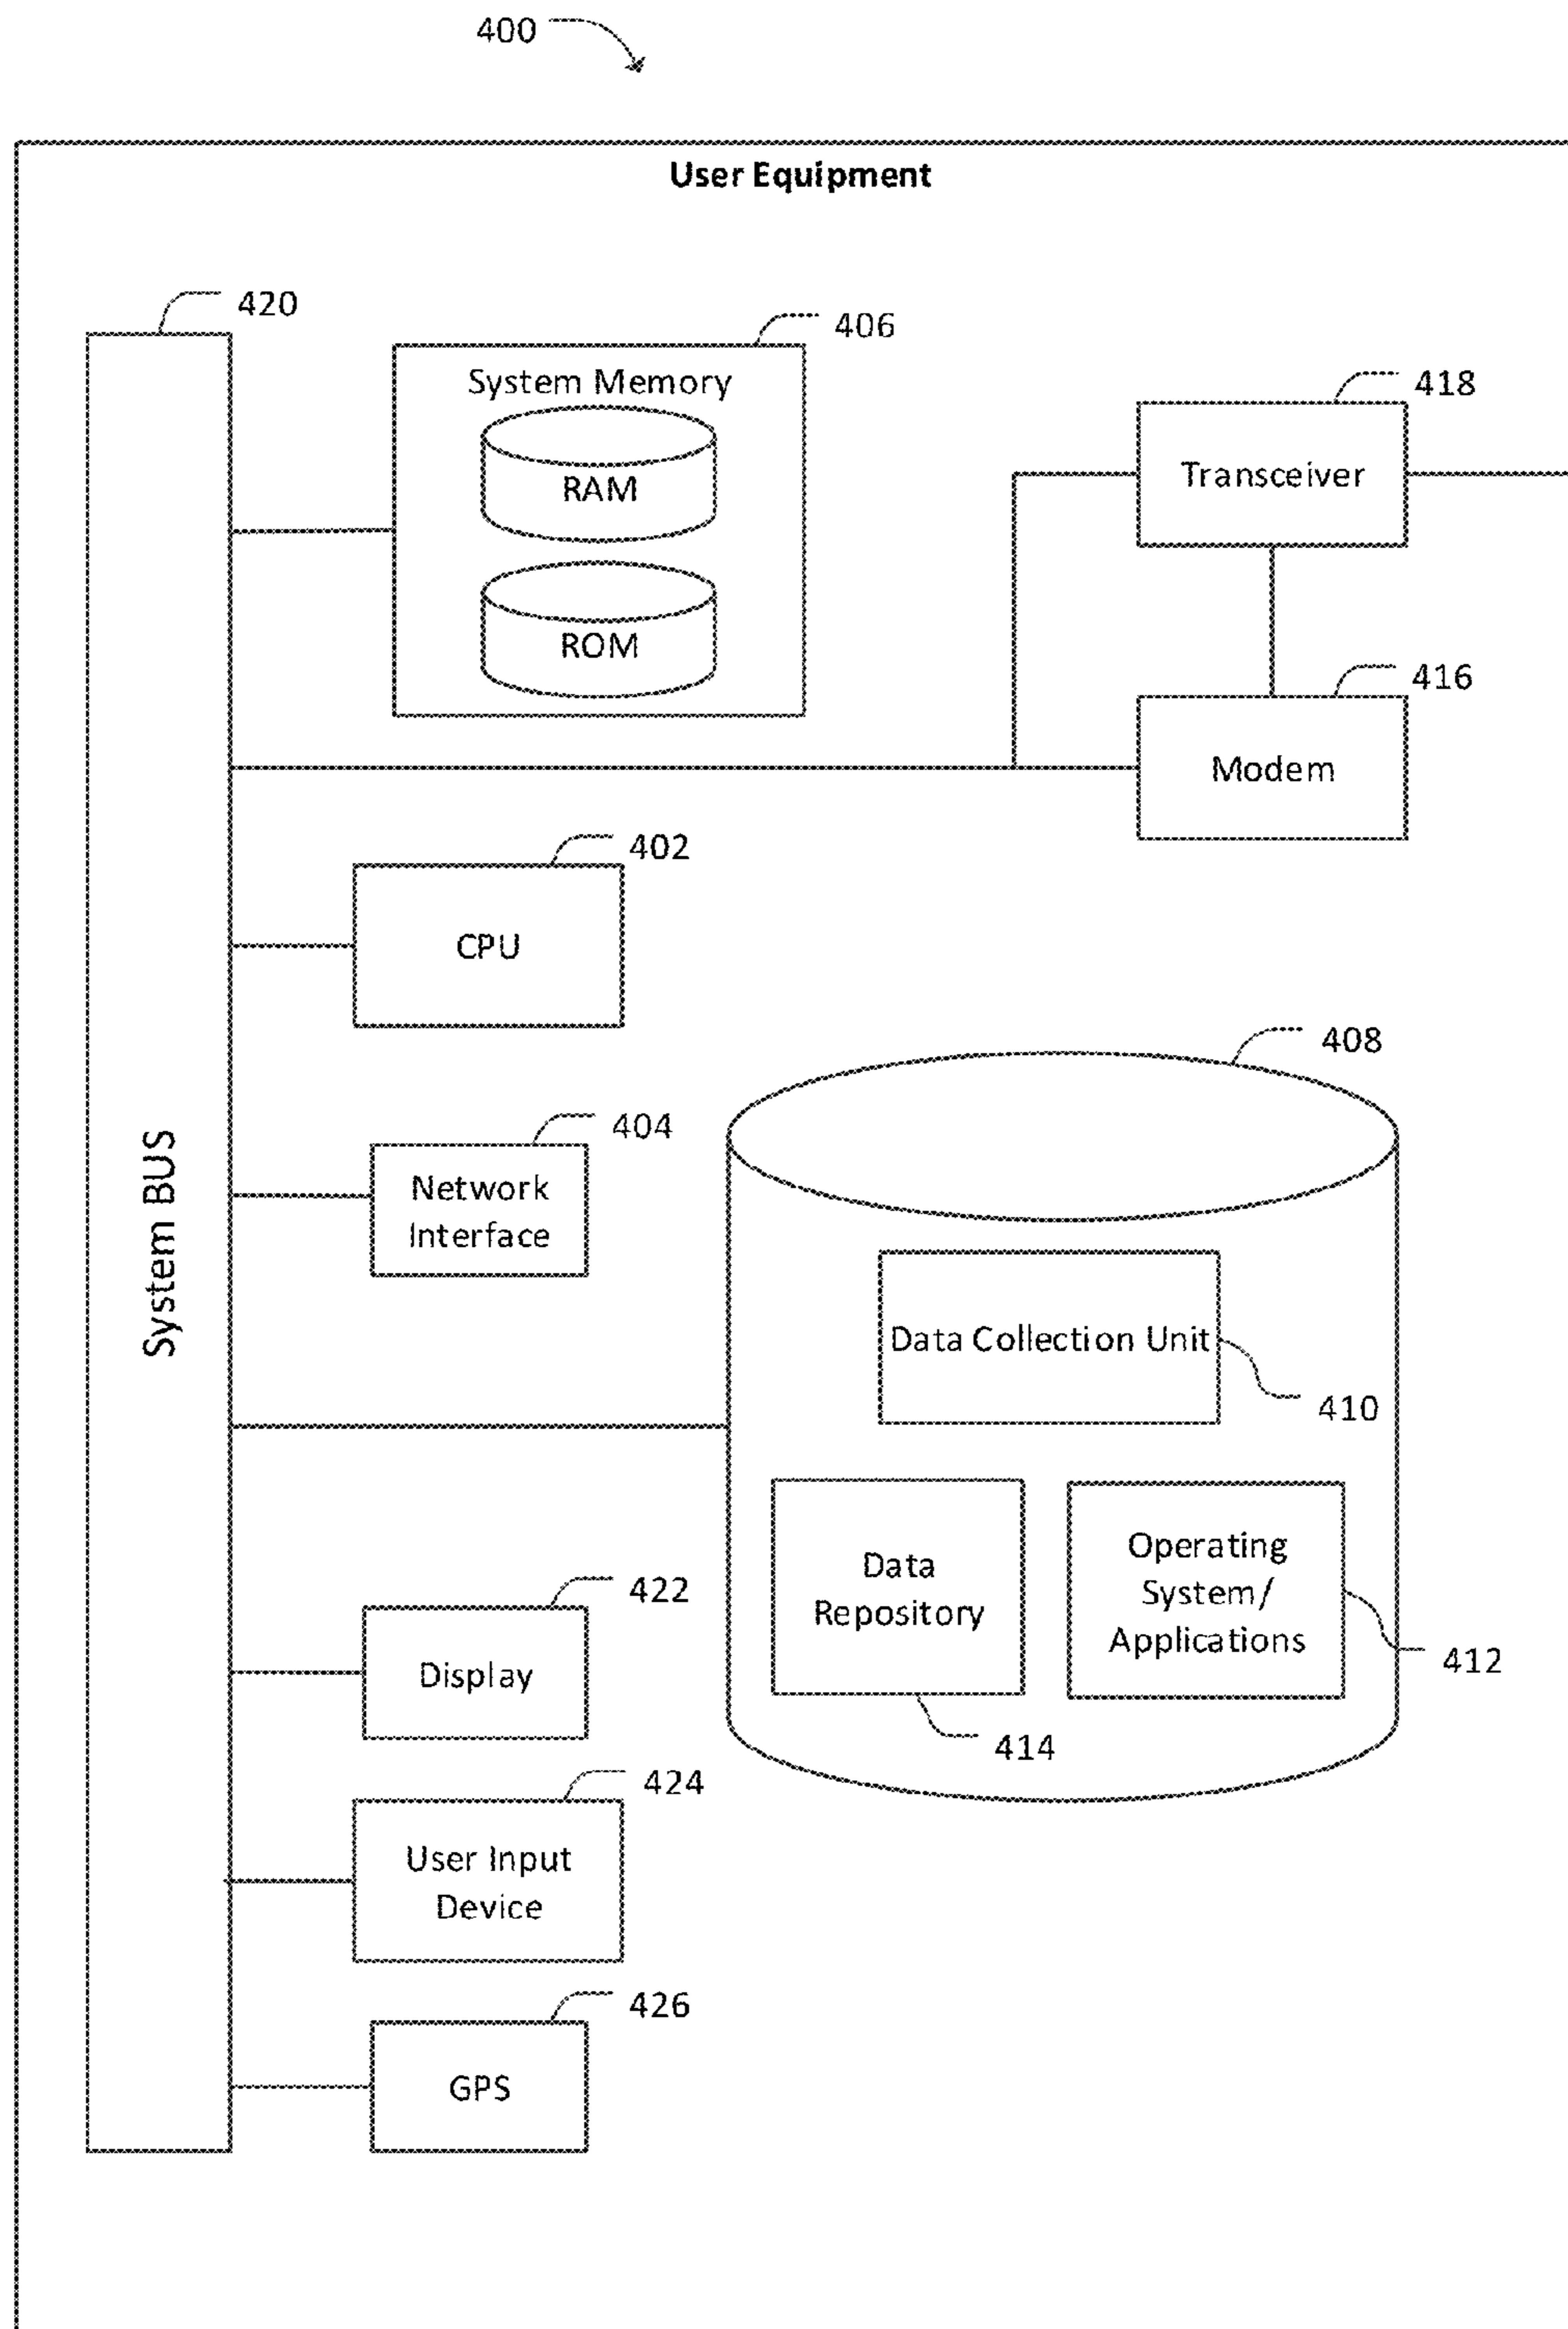 400
User Equipment
420
406
System Memory
RAM
ROM
418
Transceiver
416
Modem
402
CPU
404
Network
Interface
System BUS
408
Data Collection Unit
410
Data
Repository
414
Operating
System/
Applications
412
422
Display
424
User Input
Device
426
GPS